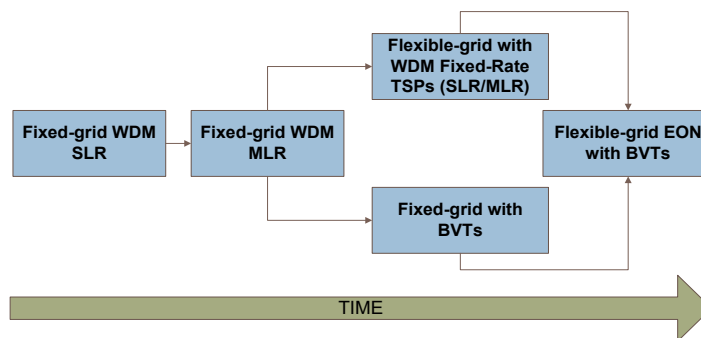 Fixed-grid WDM
SLR
Fixed-grid WDM
MLR
Flexible-grid with
WDM Fixed-Rate
TSPs (SLR/MLR)
Fixed-grid with
BVTs
Flexible-grid EON
with BVTs
TIME